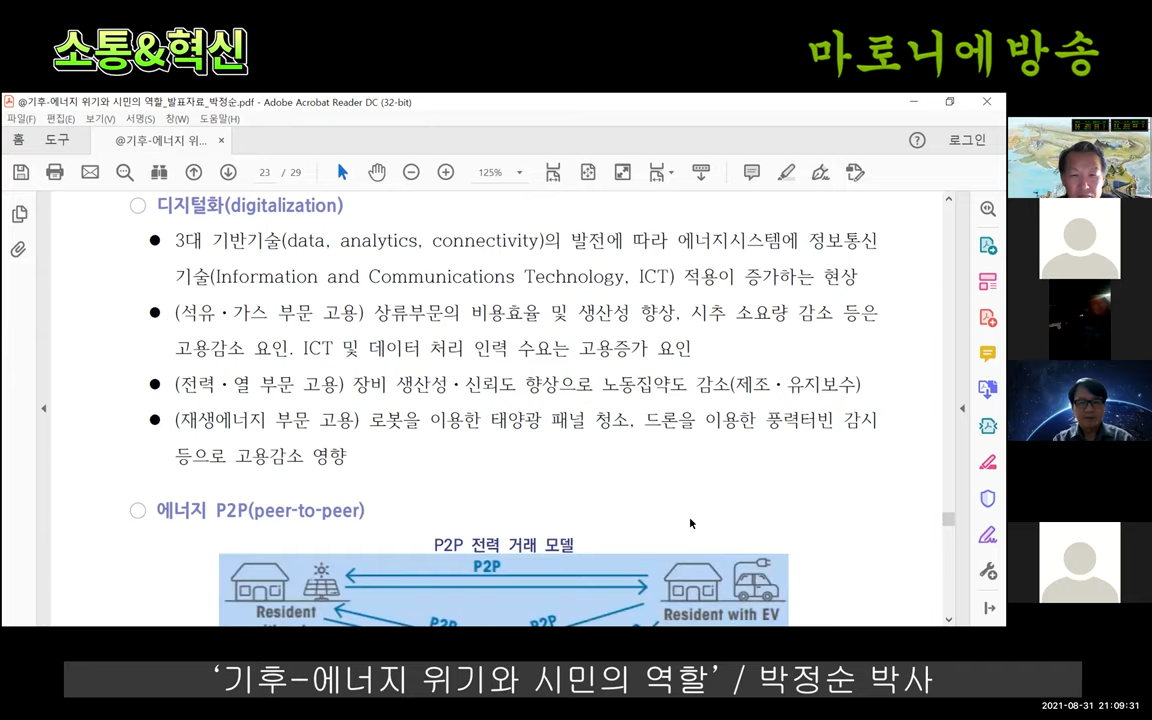 소통&혁신
마로니에방송
@기후-에너지 위기와 시민의 역할_발표자료_박정순.pdf - Adobe Acrobat Reader DC (32-bit)
파일(F) 편집(E) 보기(V) 서명(S) 창(W) 도움말(H)
홈 도구 @기후-에너지 위... × 로그인
23 / 29 125%
디지털화(digitalization)
● 3대 기반기술(data, analytics, connectivity)의 발전에 따라 에너지시스템에 정보통신
기술(Information and Communications Technology, ICT) 적용이 증가하는 현상
● (석유·가스 부문 고용) 상류부문의 비용효율 및 생산성 향상, 시추 소요량 감소 등은
고용감소 요인. ICT 및 데이터 처리 인력 수요는 고용증가 요인
● (전력·열 부문 고용) 장비 생산성·신뢰도 향상으로 노동집약도 감소(제조·유지보수)
● (재생에너지 부문 고용) 로봇을 이용한 태양광 패널 청소, 드론을 이용한 풍력터빈 감시
등으로 고용감소 영향
○ 에너지 P2P(peer-to-peer)
P2P 전력 거래 모델
P2P
Resident
Resident with EV
P2P P2P
‘기후-에너지 위기와 시민의 역할’ / 박정순 박사
2021-08-31 21:09:31